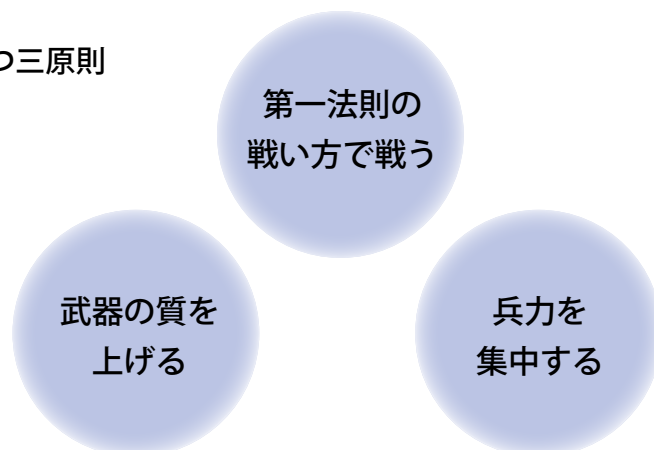 つ三原則
第一法則の
戦い方で戦う
武器の質を
上げる
兵力を
集中する